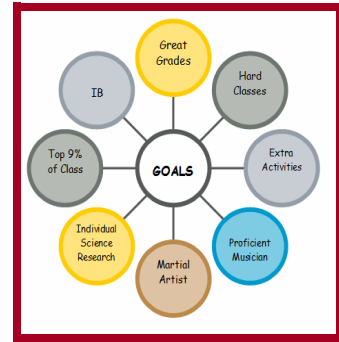 Great
Grades
Hard
Classes
Extra
Activities
Proficient
Musician
Martial
Artist
Individual
Science
Research
Top 9%
of Class
IB
GOALS